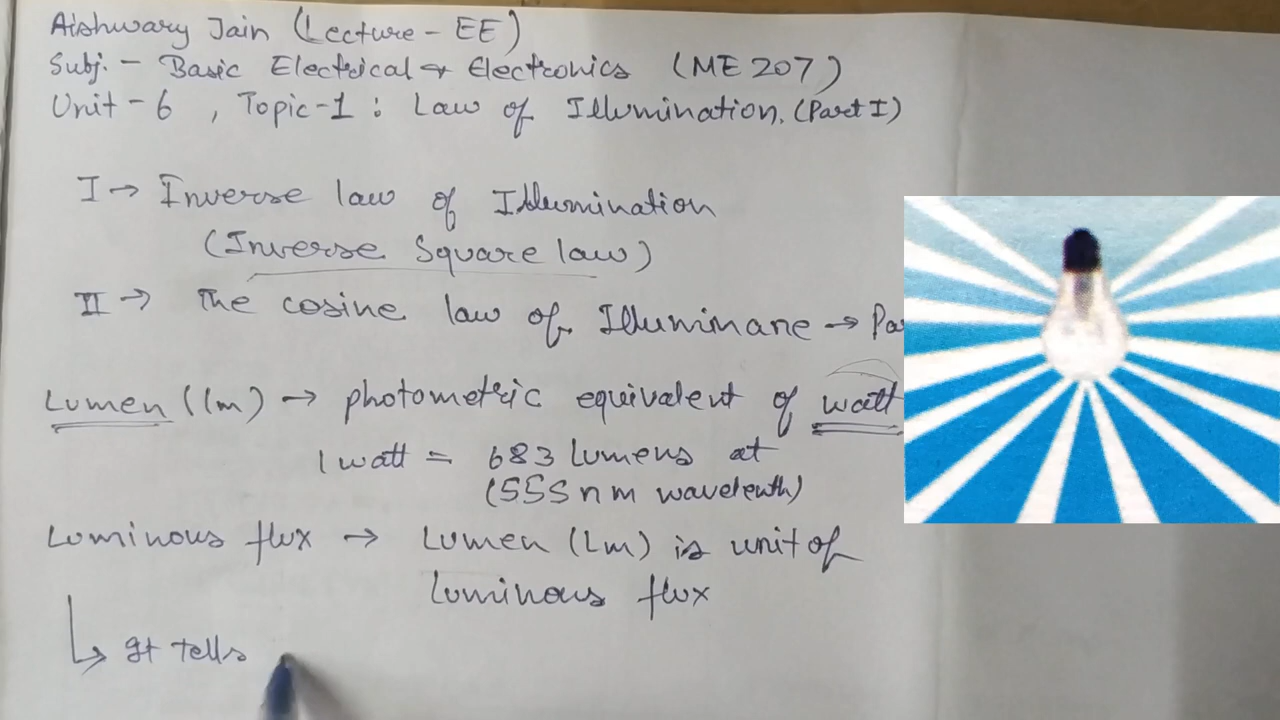 Aishwary Jain (Lecture - EE)
Subj. - Basic Electrical & Electronics (ME 207)
Unit - 6 , Topic-1 : Law of Illumination. (Part I)
I → Inverse law of Illumination
(Inverse Square law)
II → The cosine law of Illuminane → Pa
Lumen (lm) → photometric equivalent of watt
1 watt = 683 Lumens at
(555 nm wavelenth)
Luminous flux → Lumen (Lm) is unit of
luminous flux
↳ It tells